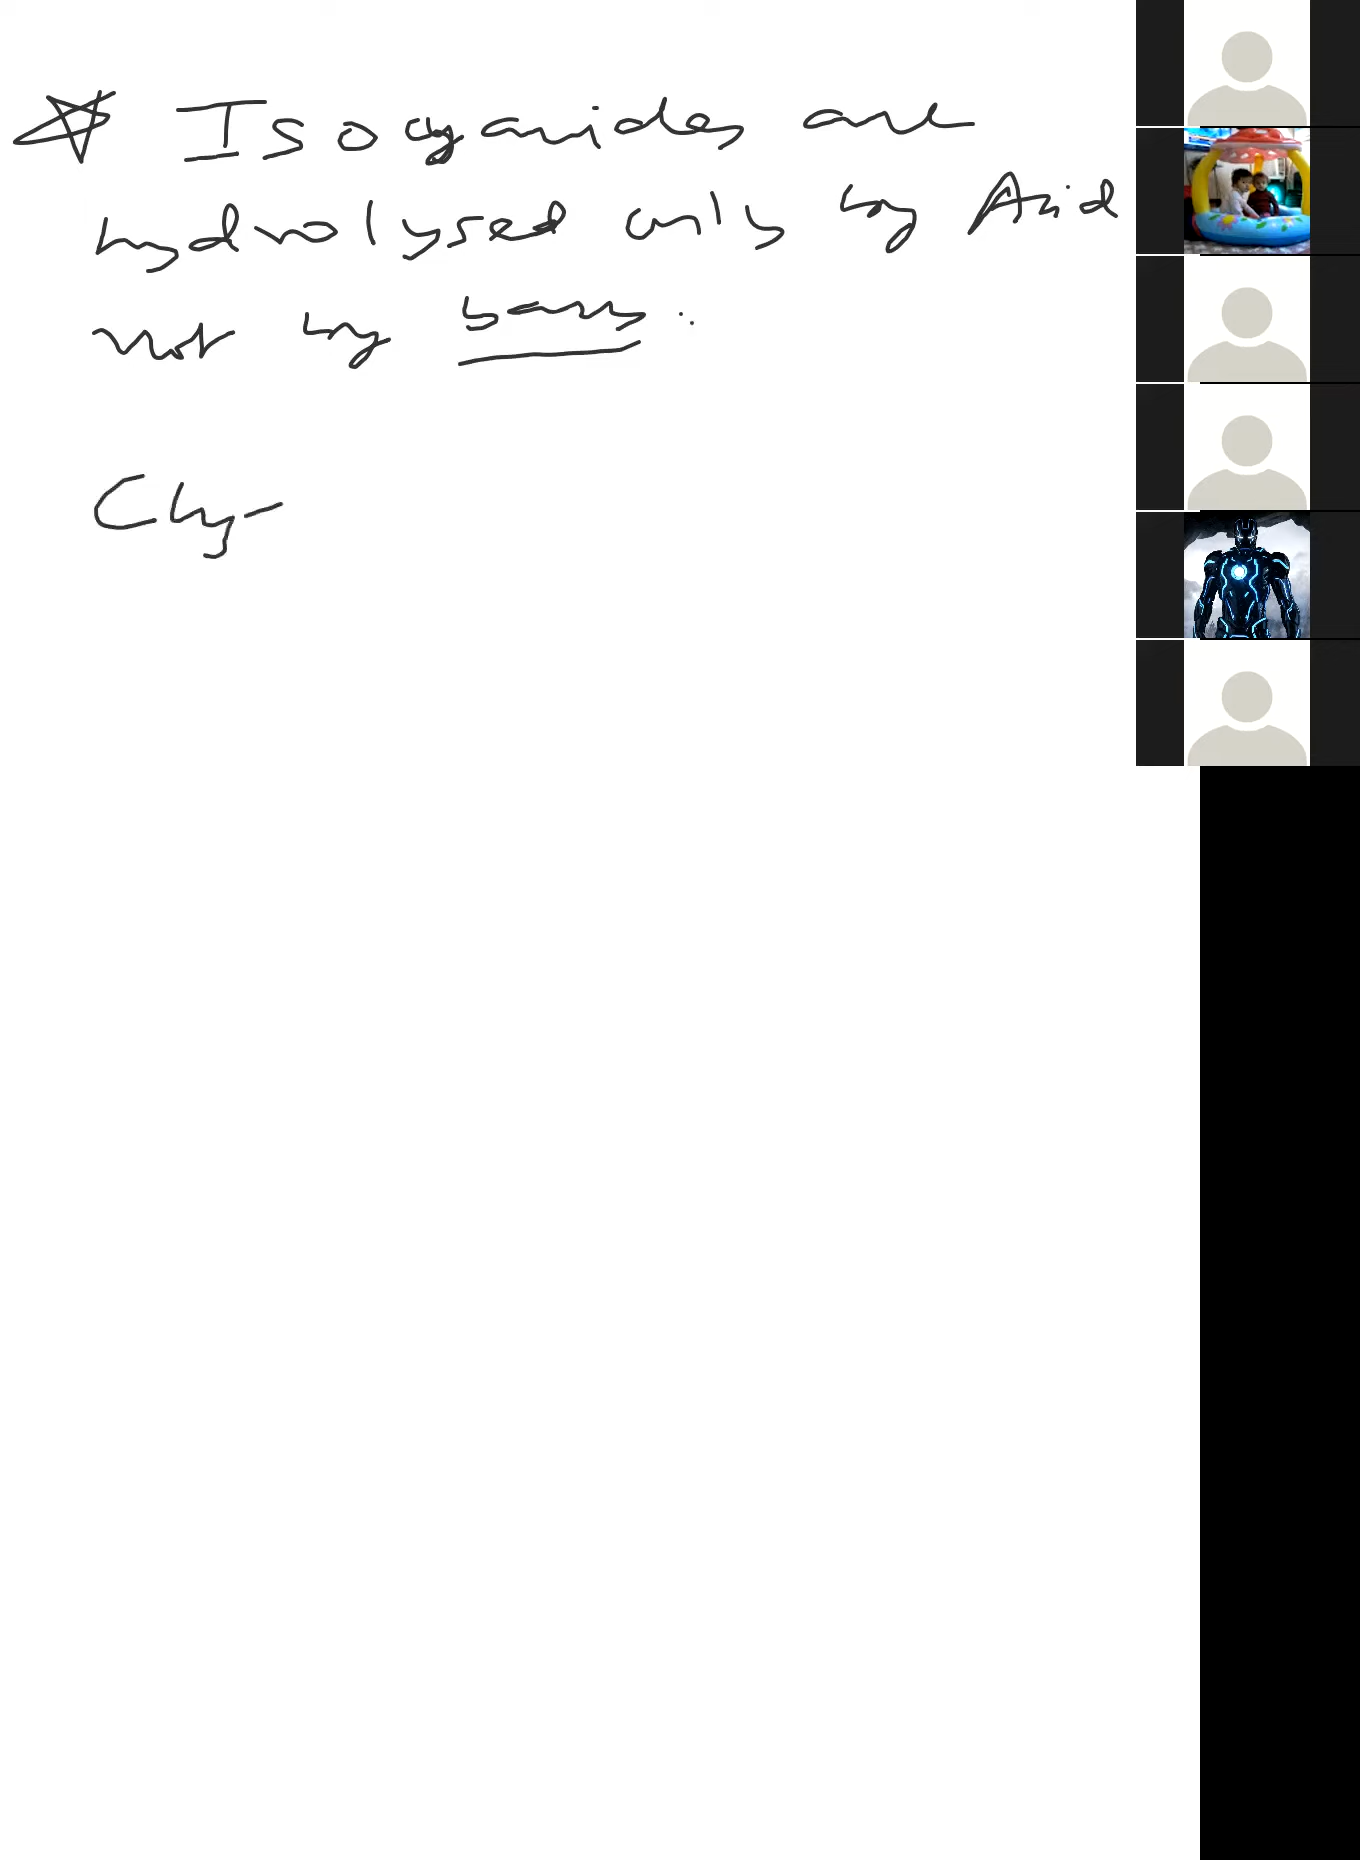 Isocyanides are
hydrolysed only by Acid
not by bases.
CH3-